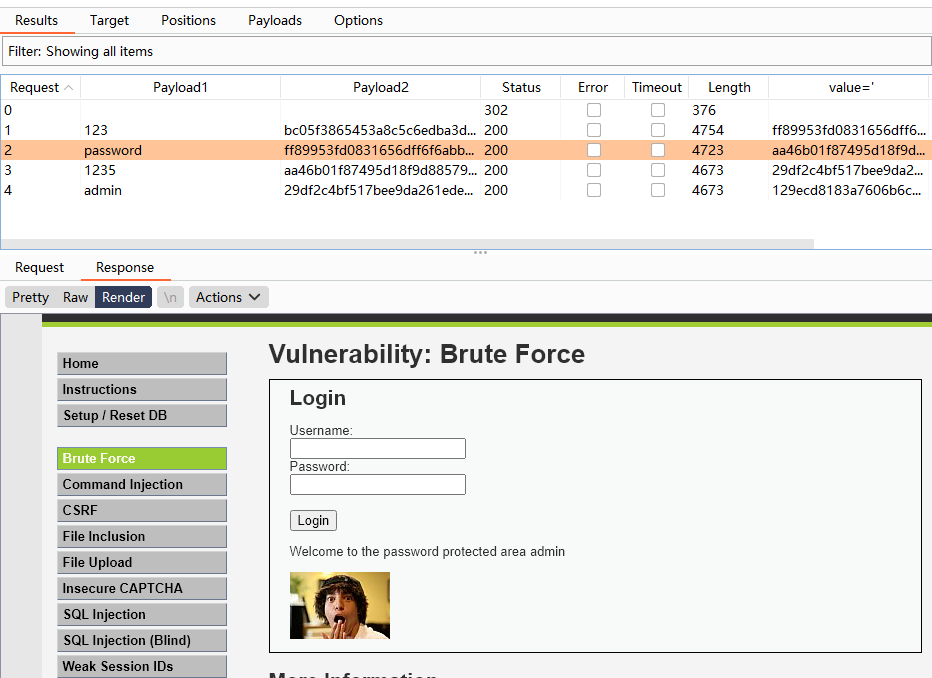 Results Target Positions Payloads Options
Filter: Showing all items
Request Payload1 Payload2 Status Error Timeout Length value='
0 302 376
1 123 bc05f3865453a8c5c6edba3d... 200 4754 ff89953fd0831656dff6...
2 password ff89953fd0831656dff6f6abb... 200 4723 aa46b01f87495d18f9d...
3 1235 aa46b01f87495d18f9d88579... 200 4673 29df2c4bf517bee9da2...
4 admin 29df2c4bf517bee9da261ede... 200 4673 129ecd8183a7606b6c...
Request Response
Pretty Raw Render \n Actions
Vulnerability: Brute Force
Home
Instructions
Setup / Reset DB
Brute Force
Command Injection
CSRF
File Inclusion
File Upload
Insecure CAPTCHA
SQL Injection
SQL Injection (Blind)
Weak Session IDs
Login
Username:
Password:
Login
Welcome to the password protected area admin
More Information